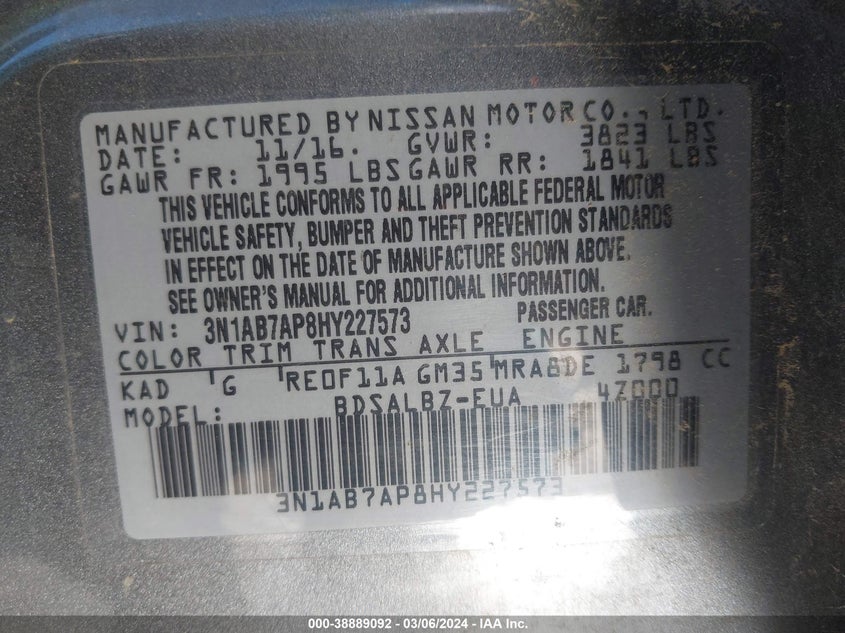 MANUFACTURED BY NISSAN MOTOR CO., LTD.
DATE: 11/16. GVWR: 3823 LBS
GAWR FR: 1995 LBS GAWR RR: 1841 LBS
THIS VEHICLE CONFORMS TO ALL APPLICABLE FEDERAL MOTOR
VEHICLE SAFETY, BUMPER AND THEFT PREVENTION STANDARDS
IN EFFECT ON THE DATE OF MANUFACTURE SHOWN ABOVE.
SEE OWNER'S MANUAL FOR ADDITIONAL INFORMATION.
VIN: 3N1AB7AP8HY227573 PASSENGER CAR.
COLOR TRIM TRANS AXLE ENGINE
KAD G RE0F11A GM35 MRA8DE 1798 CC
MODEL: BDSALBZ-EUA 4Z000
3N1AB7AP8HY227573
000-38889092 - 03/06/2024 - IAA Inc.